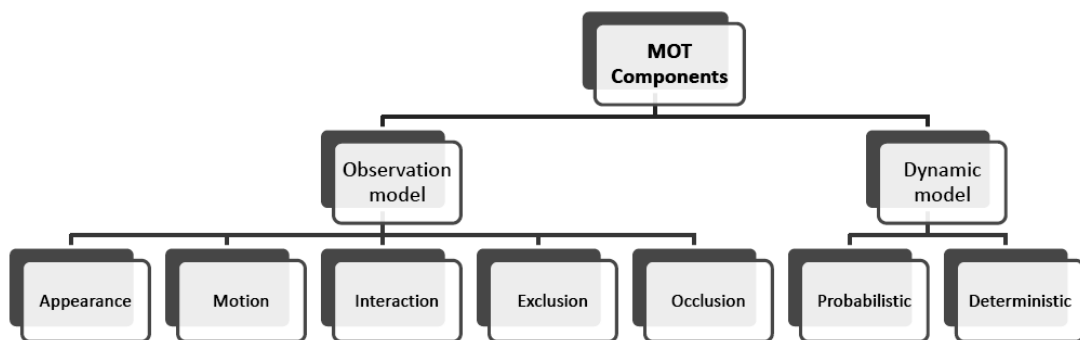 MOT
Components
Observation
model
Dynamic
model
Appearance
Motion
Interaction
Exclusion
Occlusion
Probabilistic
Deterministic